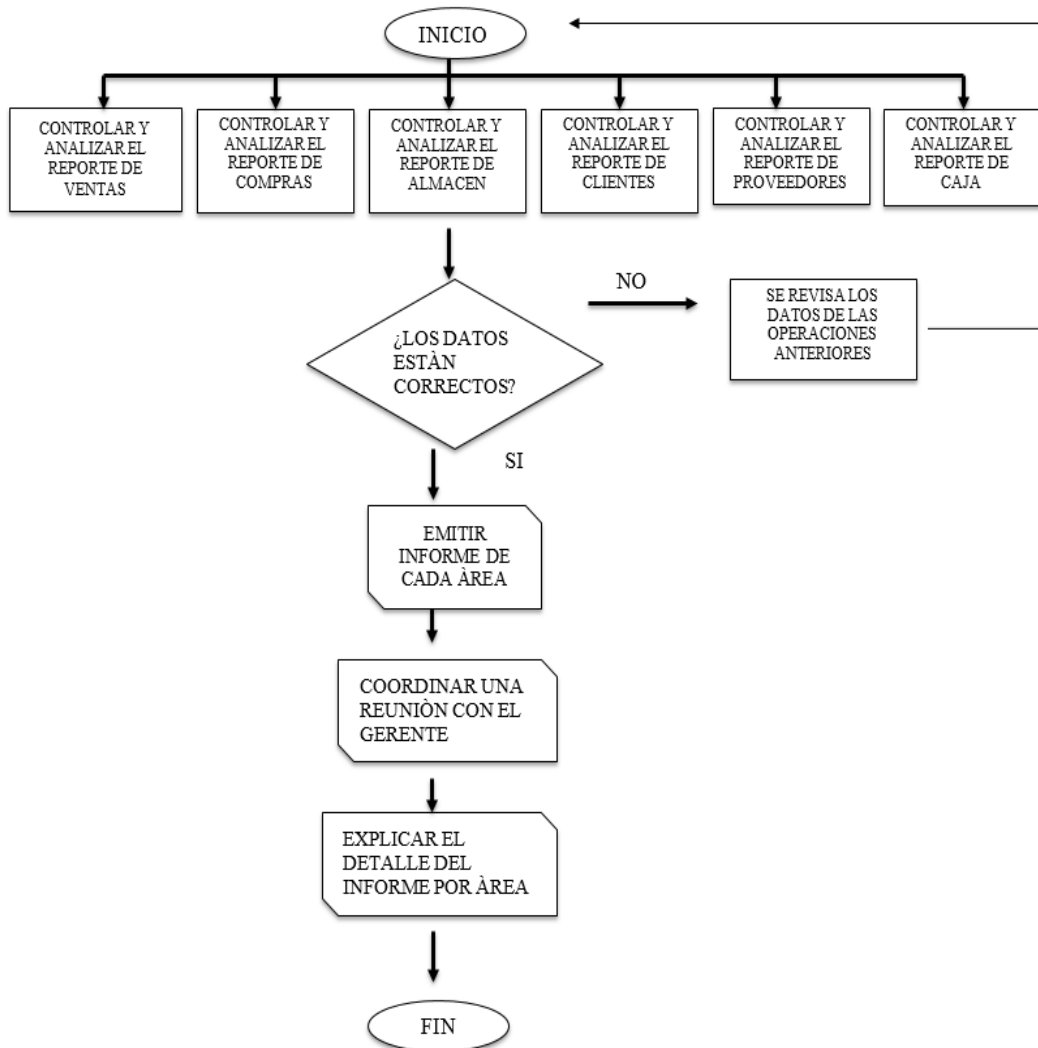 INICIO
CONTROLAR Y
ANALIZAR EL
REPORTE DE
VENTAS
CONTROLAR Y
ANALIZAR EL
REPORTE DE
COMPRAS
CONTROLAR Y
ANALIZAR EL
REPORTE DE
ALMACEN
CONTROLAR Y
ANALIZAR EL
REPORTE DE
CLIENTES
CONTROLAR Y
ANALIZAR EL
REPORTE DE
PROVEEDORES
CONTROLAR Y
ANALIZAR EL
REPORTE DE
CAJA
¿LOS DATOS
ESTÀN
CORRECTOS?
NO
SE REVISA LOS
DATOS DE LAS
OPERACIONES
ANTERIORES
SI
EMITIR
INFORME DE
CADA ÀREA
COORDINAR UNA
REUNIÒN CON EL
GERENTE
EXPLICAR EL
DETALLE DEL
INFORME POR ÀREA
FIN